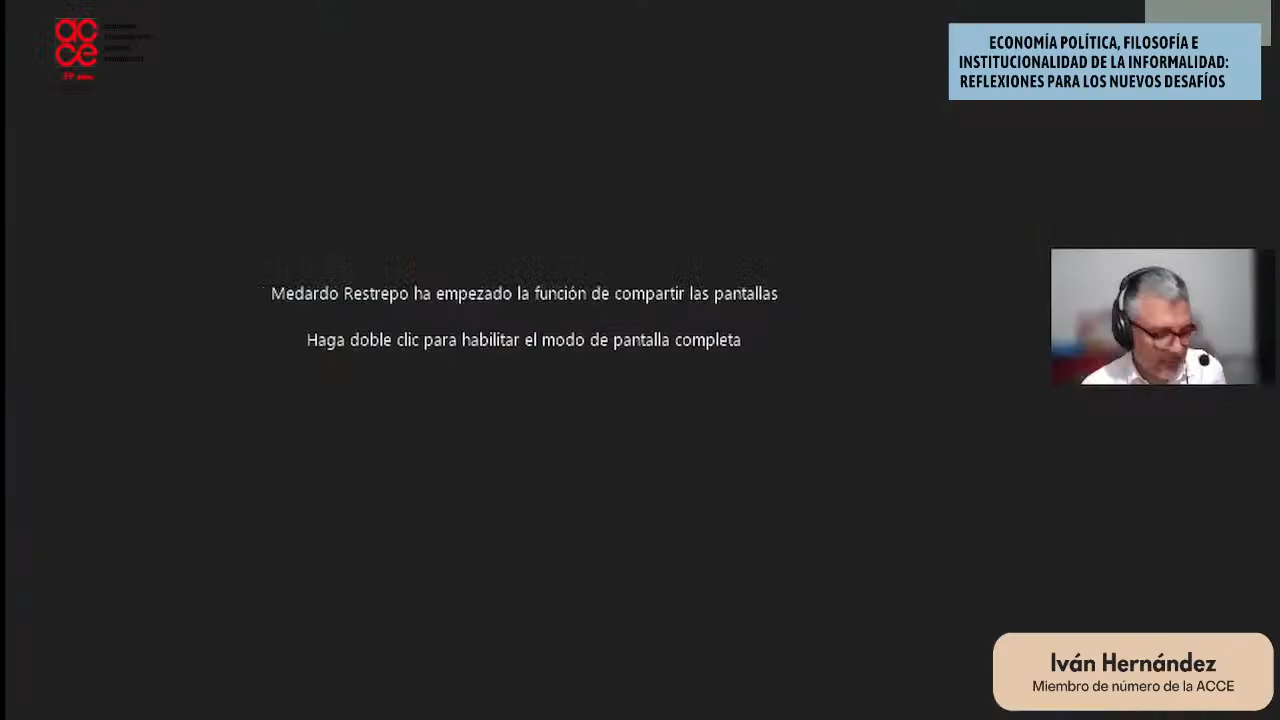 ac
ce
ECONOMÍA POLÍTICA, FILOSOFÍA E
INSTITUCIONALIDAD DE LA INFORMALIDAD:
REFLEXIONES PARA LOS NUEVOS DESAFÍOS
Medardo Restrepo ha empezado la función de compartir las pantallas
Haga doble clic para habilitar el modo de pantalla completa
Iván Hernández
Miembro de número de la ACCE